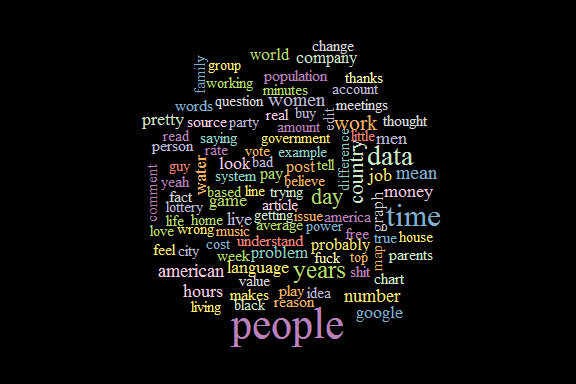 change
world company
family group
population thanks
working minutes account
words question women meetings
real buy edit
pretty source party amount work thought
read saying government little men
person rate vote example difference country data
water look bad post tell
guy system pay job mean
comment yeah based line trying believe money
fact game article day graph
lottery getting issue america time
life home live average power free true house
love wrong music
cost understand probably map
feel city week problem fuck top parents
american language years shit chart
value
hours makes play idea number
living black reason google
people